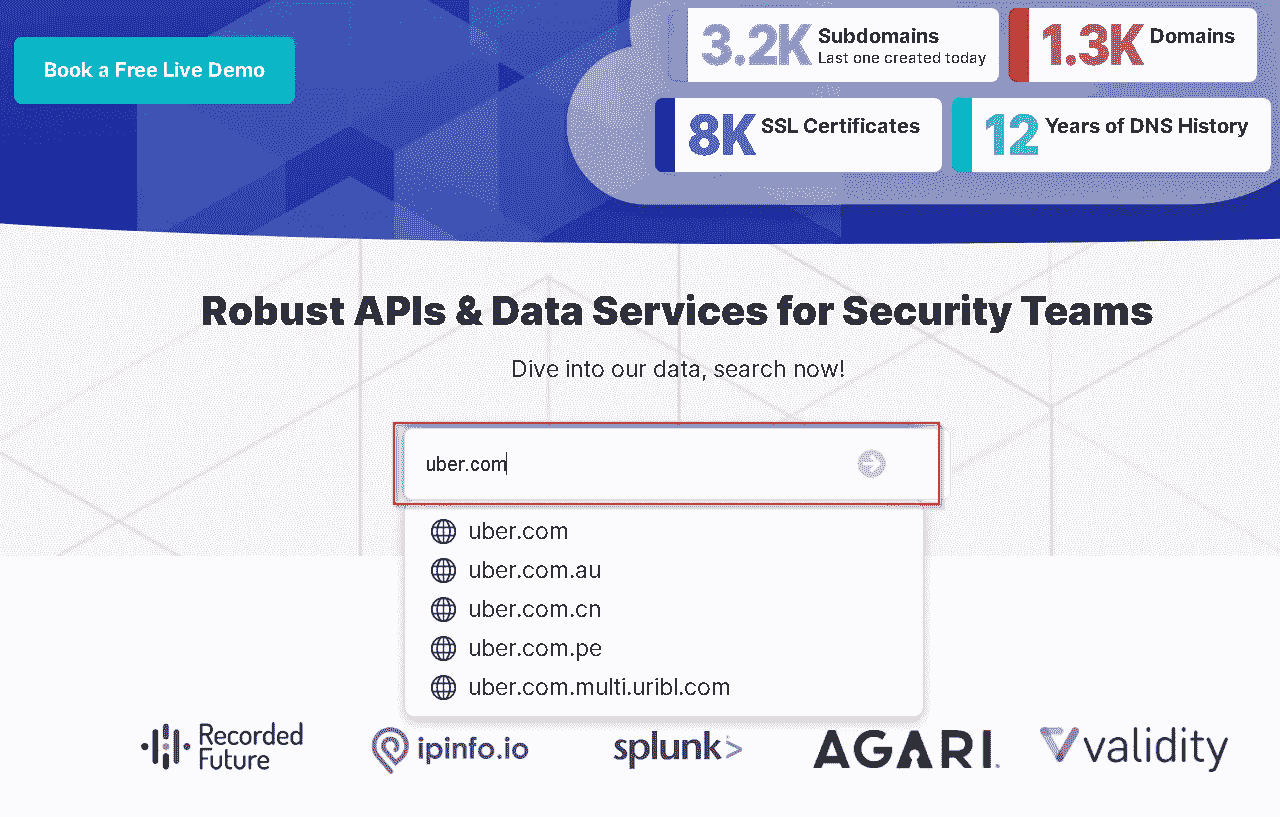 Book a Free Live Demo
3.2K Subdomains
Last one created today
1.3K Domains
8K SSL Certificates
12 Years of DNS History
Robust APIs & Data Services for Security Teams
Dive into our data, search now!
uber.com
uber.com
uber.com.au
uber.com.cn
uber.com.pe
uber.com.multi.uribl.com
Recorded
Future
ipinfo.io
splunk>
AGARI.
validity